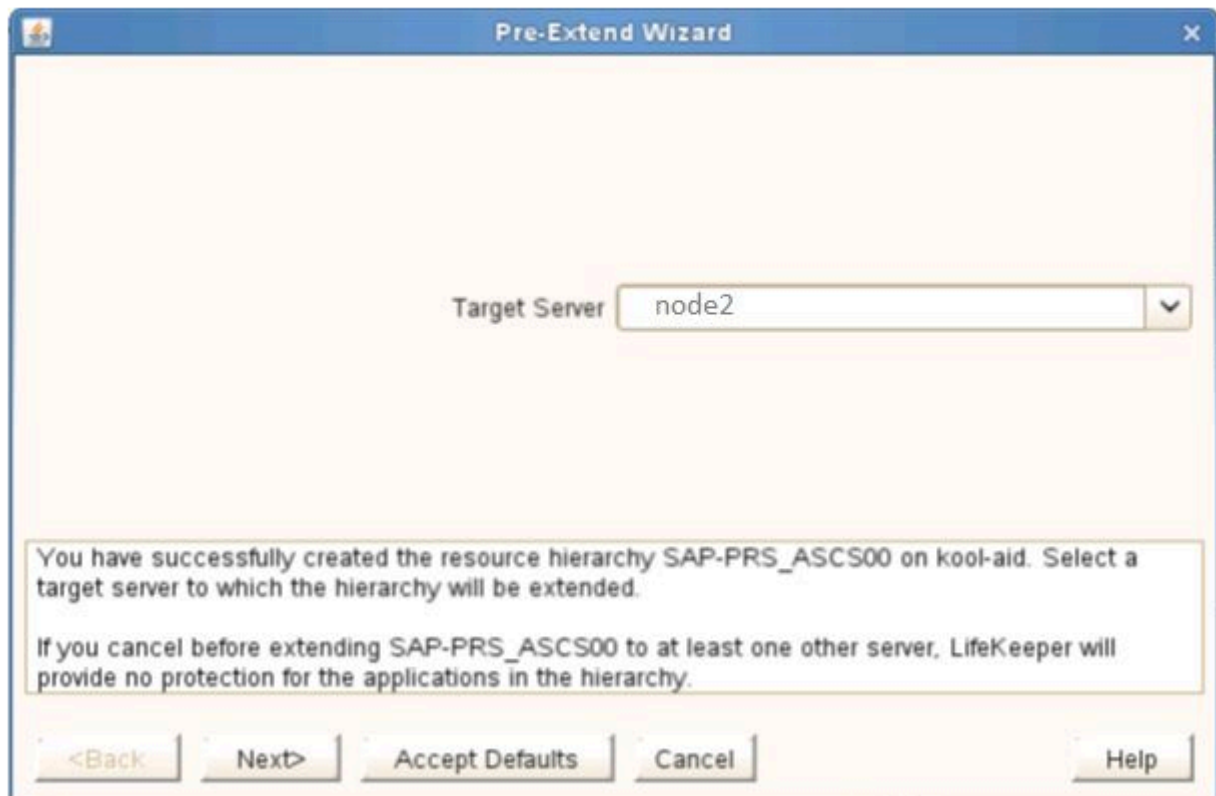 Pre-Extend Wizard
Target Server node2
You have successfully created the resource hierarchy SAP-PRS_ASCS00 on kool-aid. Select a
target server to which the hierarchy will be extended.
If you cancel before extending SAP-PRS_ASCS00 to at least one other server, LifeKeeper will
provide no protection for the applications in the hierarchy.
<Back Next> Accept Defaults Cancel Help